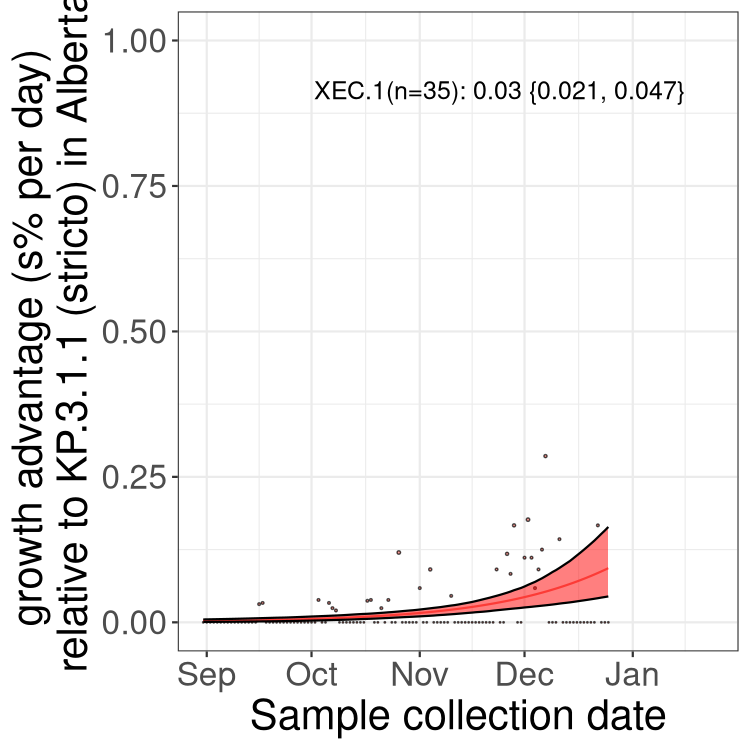 growth advantage (s% per day)
relative to KP.3.1.1 (stricto) in Alberta
1.00
0.75
0.50
0.25
0.00
XEC.1(n=35): 0.03 {0.021, 0.047}
Sep Oct Nov Dec Jan
Sample collection date